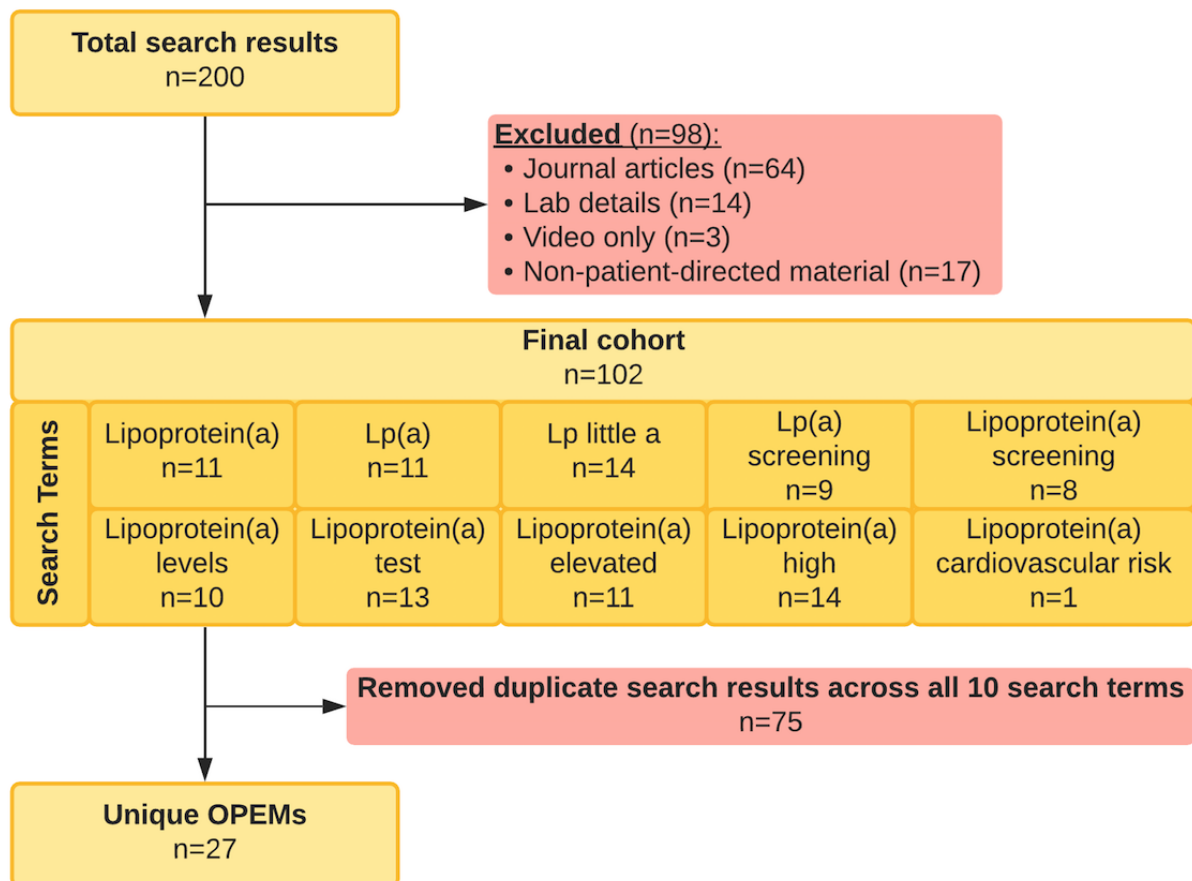 Total search results
n=200
Excluded (n=98):
• Journal articles (n=64)
• Lab details (n=14)
• Video only (n=3)
• Non-patient-directed material (n=17)
Final cohort
n=102
Search Terms
Lipoprotein(a)
n=11
Lp(a)
n=11
Lp little a
n=14
Lp(a)
screening
n=9
Lipoprotein(a)
screening
n=8
Lipoprotein(a)
levels
n=10
Lipoprotein(a)
test
n=13
Lipoprotein(a)
elevated
n=11
Lipoprotein(a)
high
n=14
Lipoprotein(a)
cardiovascular risk
n=1
Removed duplicate search results across all 10 search terms
n=75
Unique OPEMs
n=27